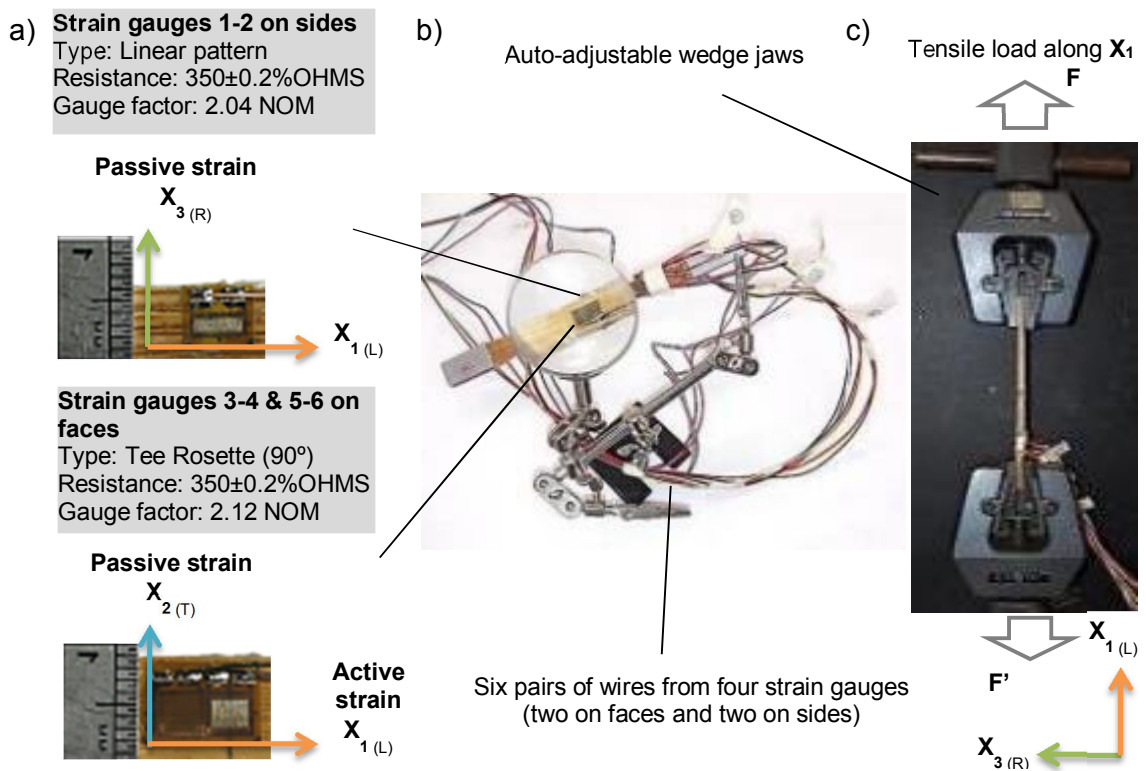 a)
Strain gauges 1-2 on sides
Type: Linear pattern
Resistance: 350±0.2%OHMS
Gauge factor: 2.04 NOM
Passive strain
X3 (R)
X1 (L)
Strain gauges 3-4 & 5-6 on
faces
Type: Tee Rosette (90º)
Resistance: 350±0.2%OHMS
Gauge factor: 2.12 NOM
Passive strain
X2 (T)
Active
strain
X1 (L)
b)
Auto-adjustable wedge jaws
Six pairs of wires from four strain gauges
(two on faces and two on sides)
c)
Tensile load along X1
F
F'
X1 (L)
X3 (R)